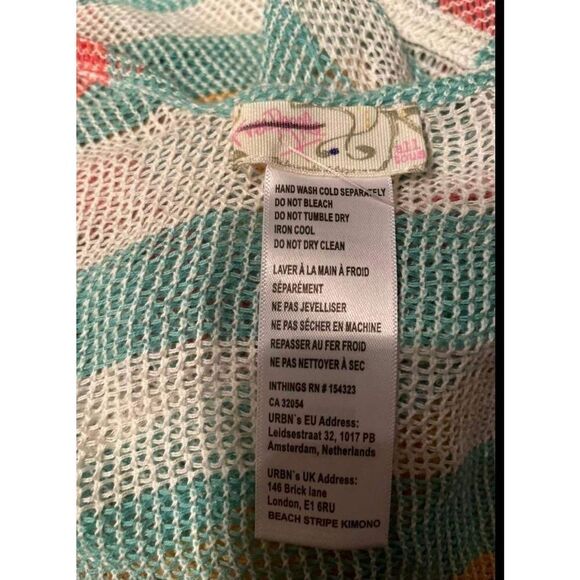 all
soul
HAND WASH COLD SEPARATELY
DO NOT BLEACH
DO NOT TUMBLE DRY
IRON COOL
DO NOT DRY CLEAN
LAVER À LA MAIN À FROID
SÉPARÉMENT
NE PAS JEVELLISER
NE PAS SÉCHER EN MACHINE
REPASSER AU FER FROID
NE PAS NETTOYER À SEC
INTHINGS RN # 154323
CA 32054
URBN`s EU Address:
Leidsestraat 32, 1017 PB
Amsterdam, Netherlands
URBN`s UK Address:
146 Brick lane
London, E1 6RU
BEACH STRIPE KIMONO